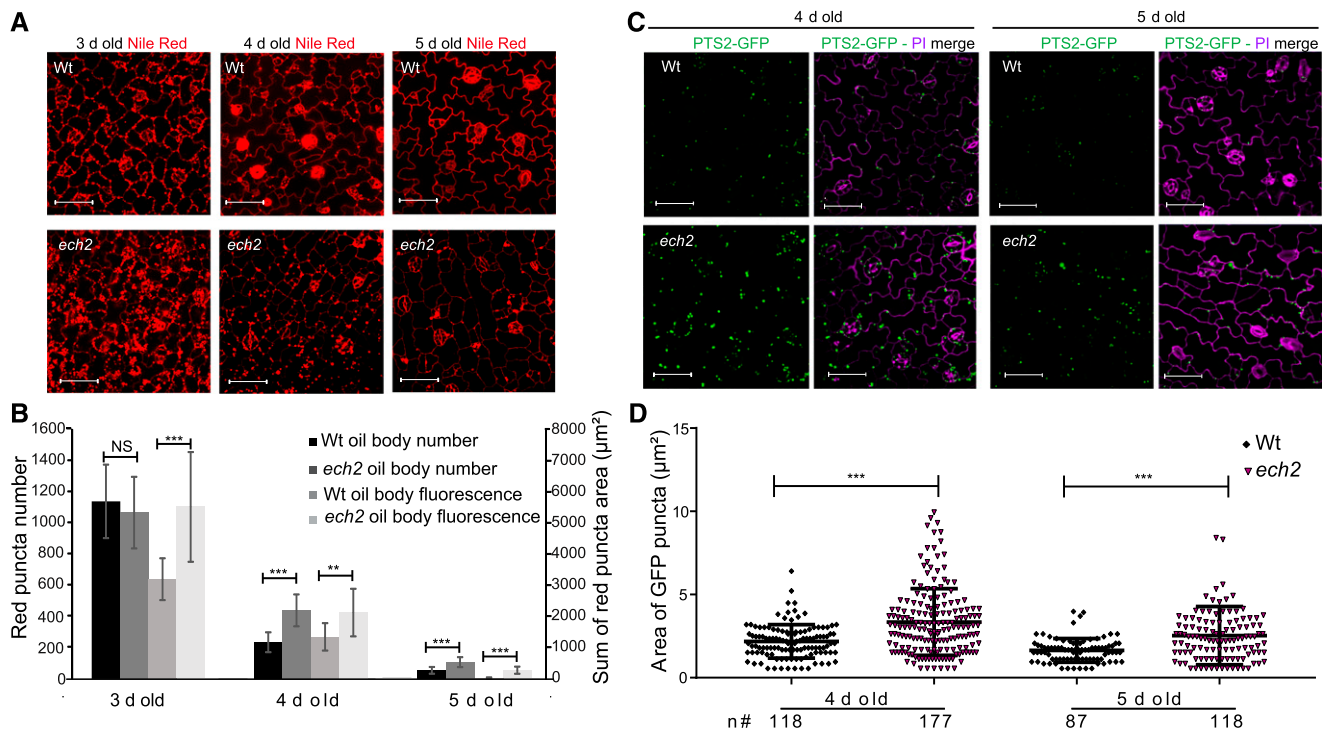 A
3 d old Nile Red
4 d old Nile Red
5 d old Nile Red
Wt
Wt
Wt
ech2
ech2
ech2
B
Red puncta number
1600
1400
1200
1000
800
600
400
200
0
NS
***
***
**
***
***
Wt oil body number
ech2 oil body number
Wt oil body fluorescence
ech2 oil body fluorescence
8000
7000
6000
5000
4000
3000
2000
1000
0
Sum of red puncta area (µm²)
3 d old
4 d old
5 d old
C
4 d old
5 d old
PTS2-GFP
PTS2-GFP - PI merge
PTS2-GFP
PTS2-GFP - PI merge
Wt
Wt
ech2
ech2
D
Area of GFP puncta (µm²)
15
10
5
0
***
***
Wt
ech2
4 d old
5 d old
n#
118
177
87
118